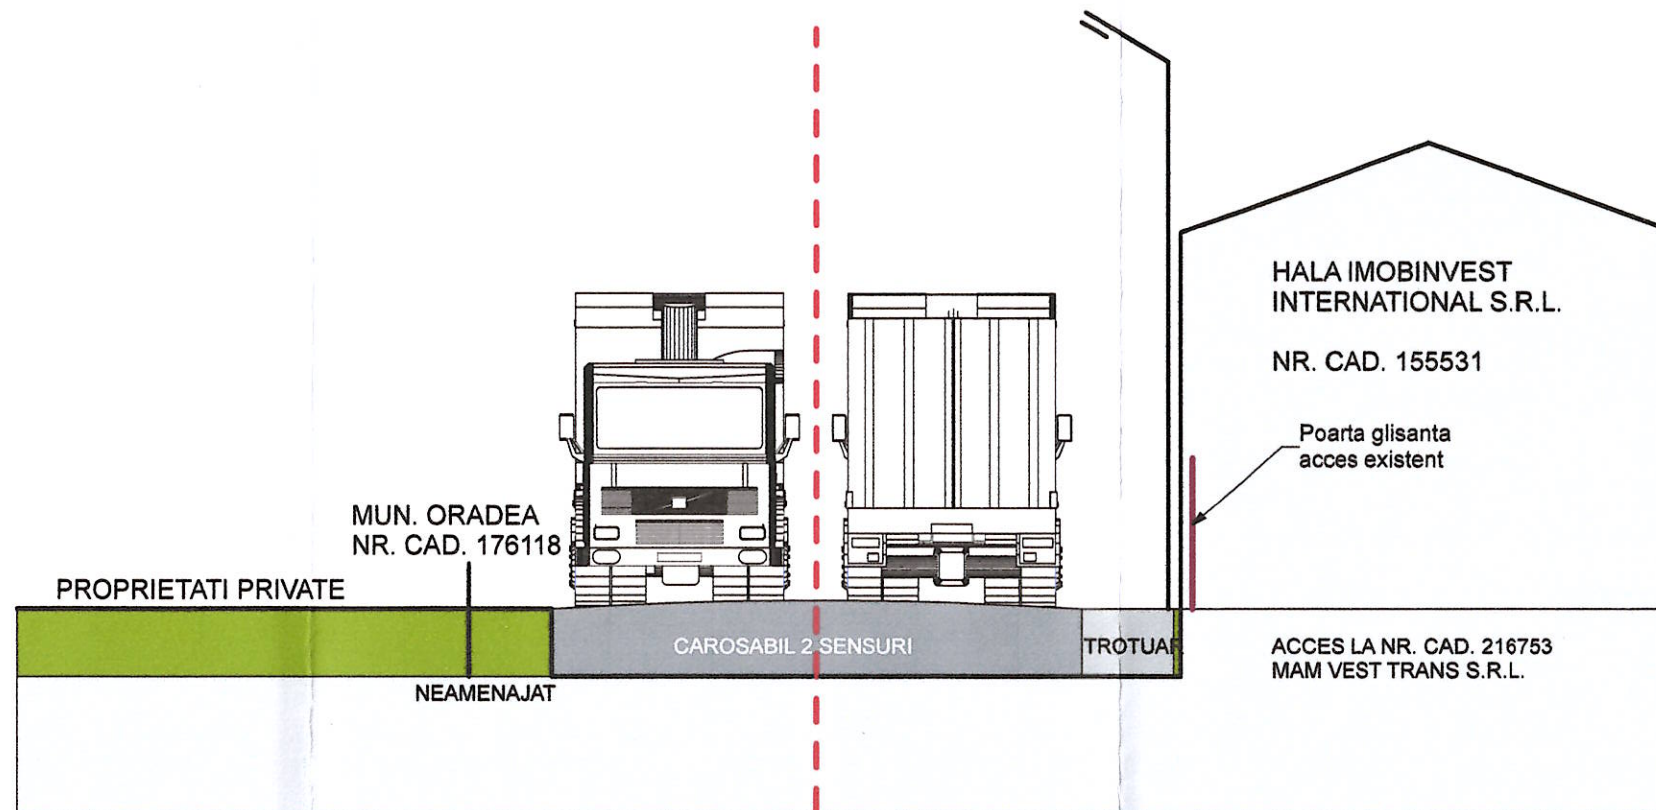 HALA IMOBINVEST
INTERNATIONAL S.R.L.
NR. CAD. 155531
Poarta glisanta
acces existent
MUN. ORADEA
NR. CAD. 176118
PROPRIETATI PRIVATE
CAROSABIL 2 SENSURI
TROTUAR
NEAMENAJAT
ACCES LA NR. CAD. 216753
MAM VEST TRANS S.R.L.